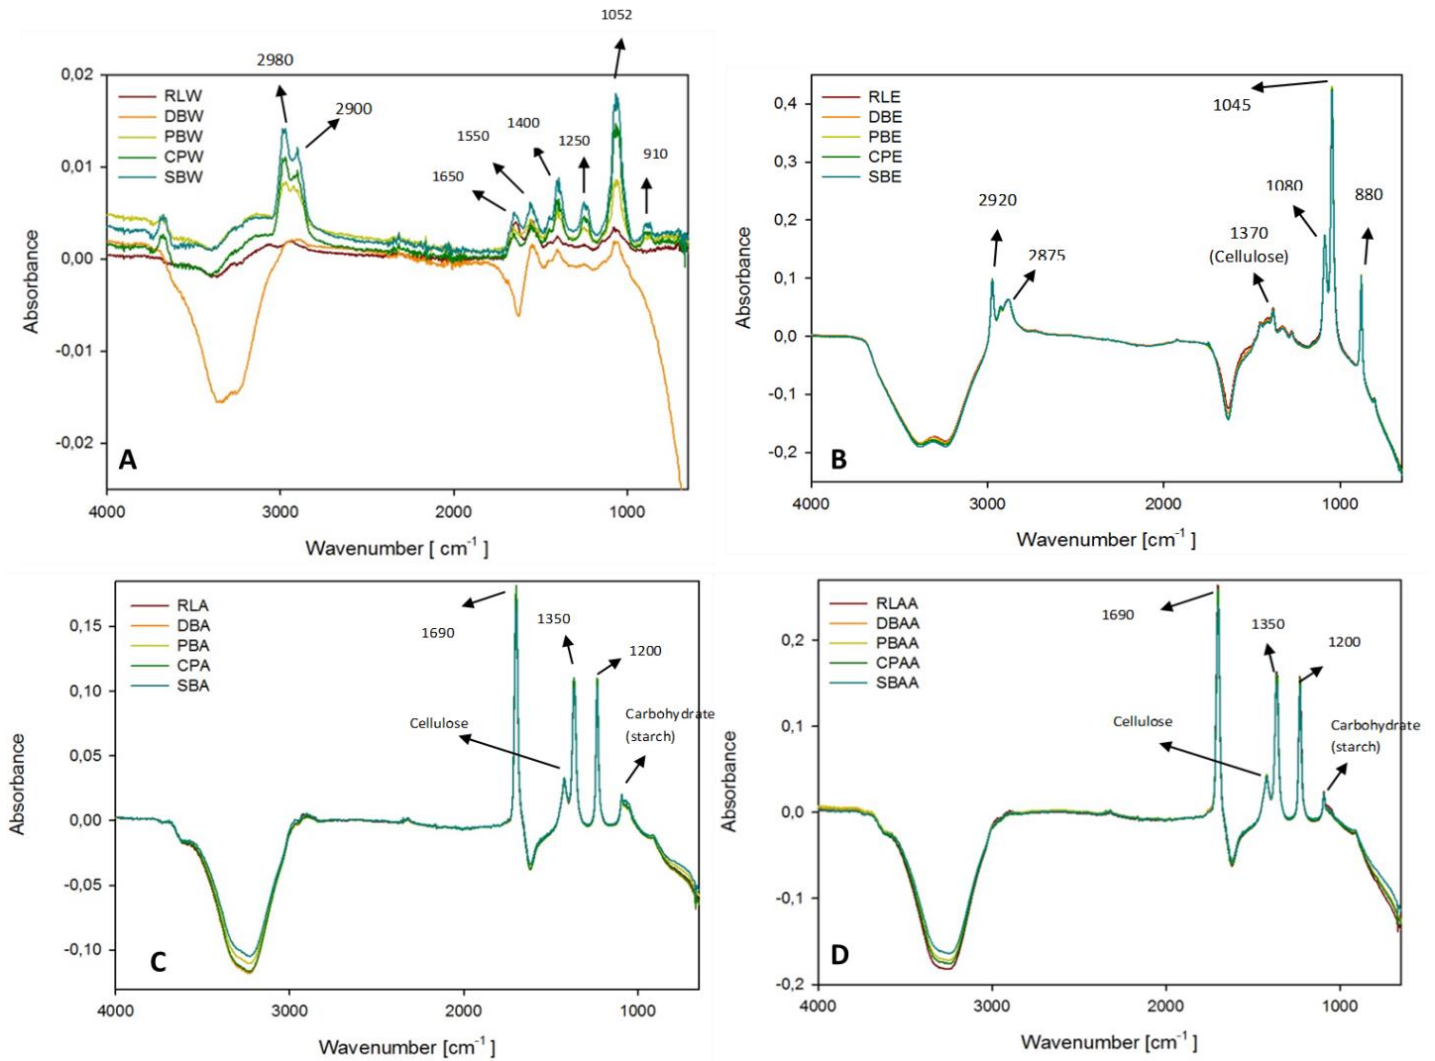 1052
2980
2900
1550
1400
1250
910
1650
0,02
0,01
0,00
-0,01
-0,02
RLW
DBW
PBW
CPW
SBW
Absorbance
A
4000
3000
2000
1000
Wavenumber [ cm-1 ]
0,4
0,3
0,2
0,1
0,0
-0,1
-0,2
RLE
DBE
PBE
CPE
SBE
1045
1080
880
2920
2875
1370
(Cellulose)
Absorbance
B
4000
3000
2000
1000
Wavenumber [cm-1]
0,15
0,10
0,05
0,00
-0,05
-0,10
RLA
DBA
PBA
CPA
SBA
1690
1350
1200
Cellulose
Carbohydrate
(starch)
Absorbance
C
4000
3000
2000
1000
Wavenumber [cm-1]
0,2
0,1
0,0
-0,1
-0,2
RLAA
DBAA
PBAA
CPAA
SBAA
1690
1350
1200
Cellulose
Carbohydrate
(starch)
Absorbance
D
4000
3000
2000
1000
Wavenumber [cm-1]